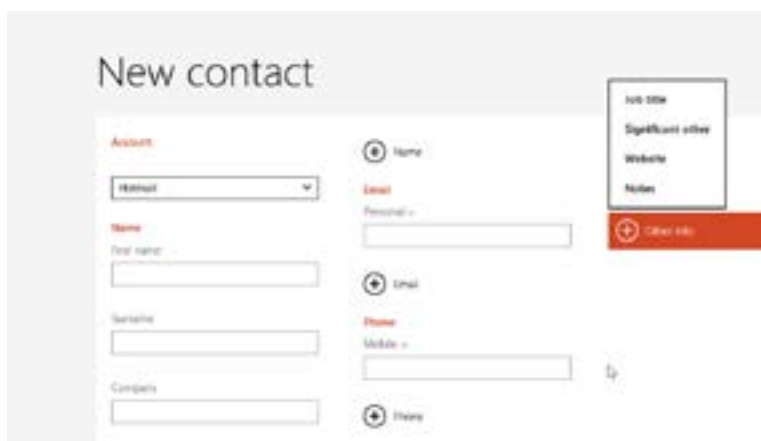 New contact
Account
Hotmail
Name
First name
Surname
Company
Name
Email
Personal
Email
Phone
Mobile
Phone
Job title
Significant other
Website
Notes
Other info